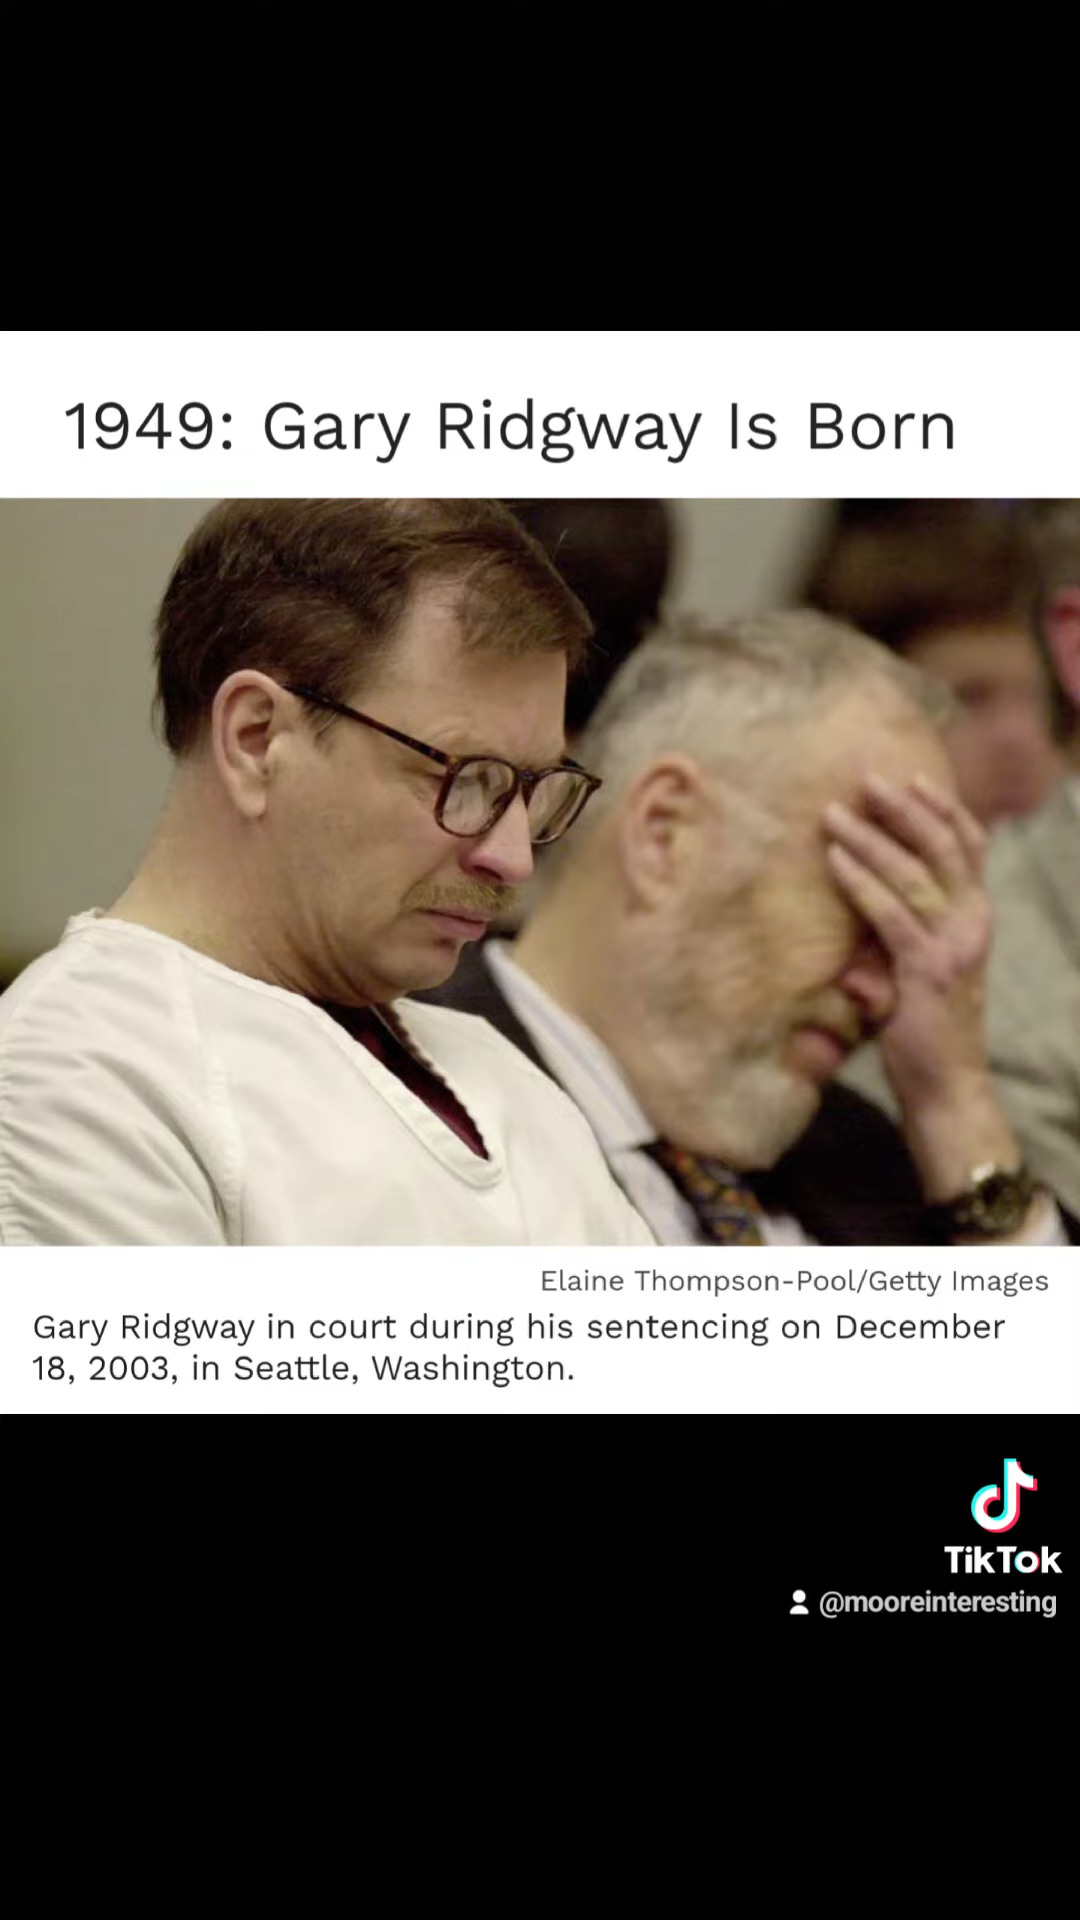 1949: Gary Ridgway Is Born
Elaine Thompson-Pool/Getty Images
Gary Ridgway in court during his sentencing on December
18, 2003, in Seattle, Washington.
TikTok
@mooreinteresting